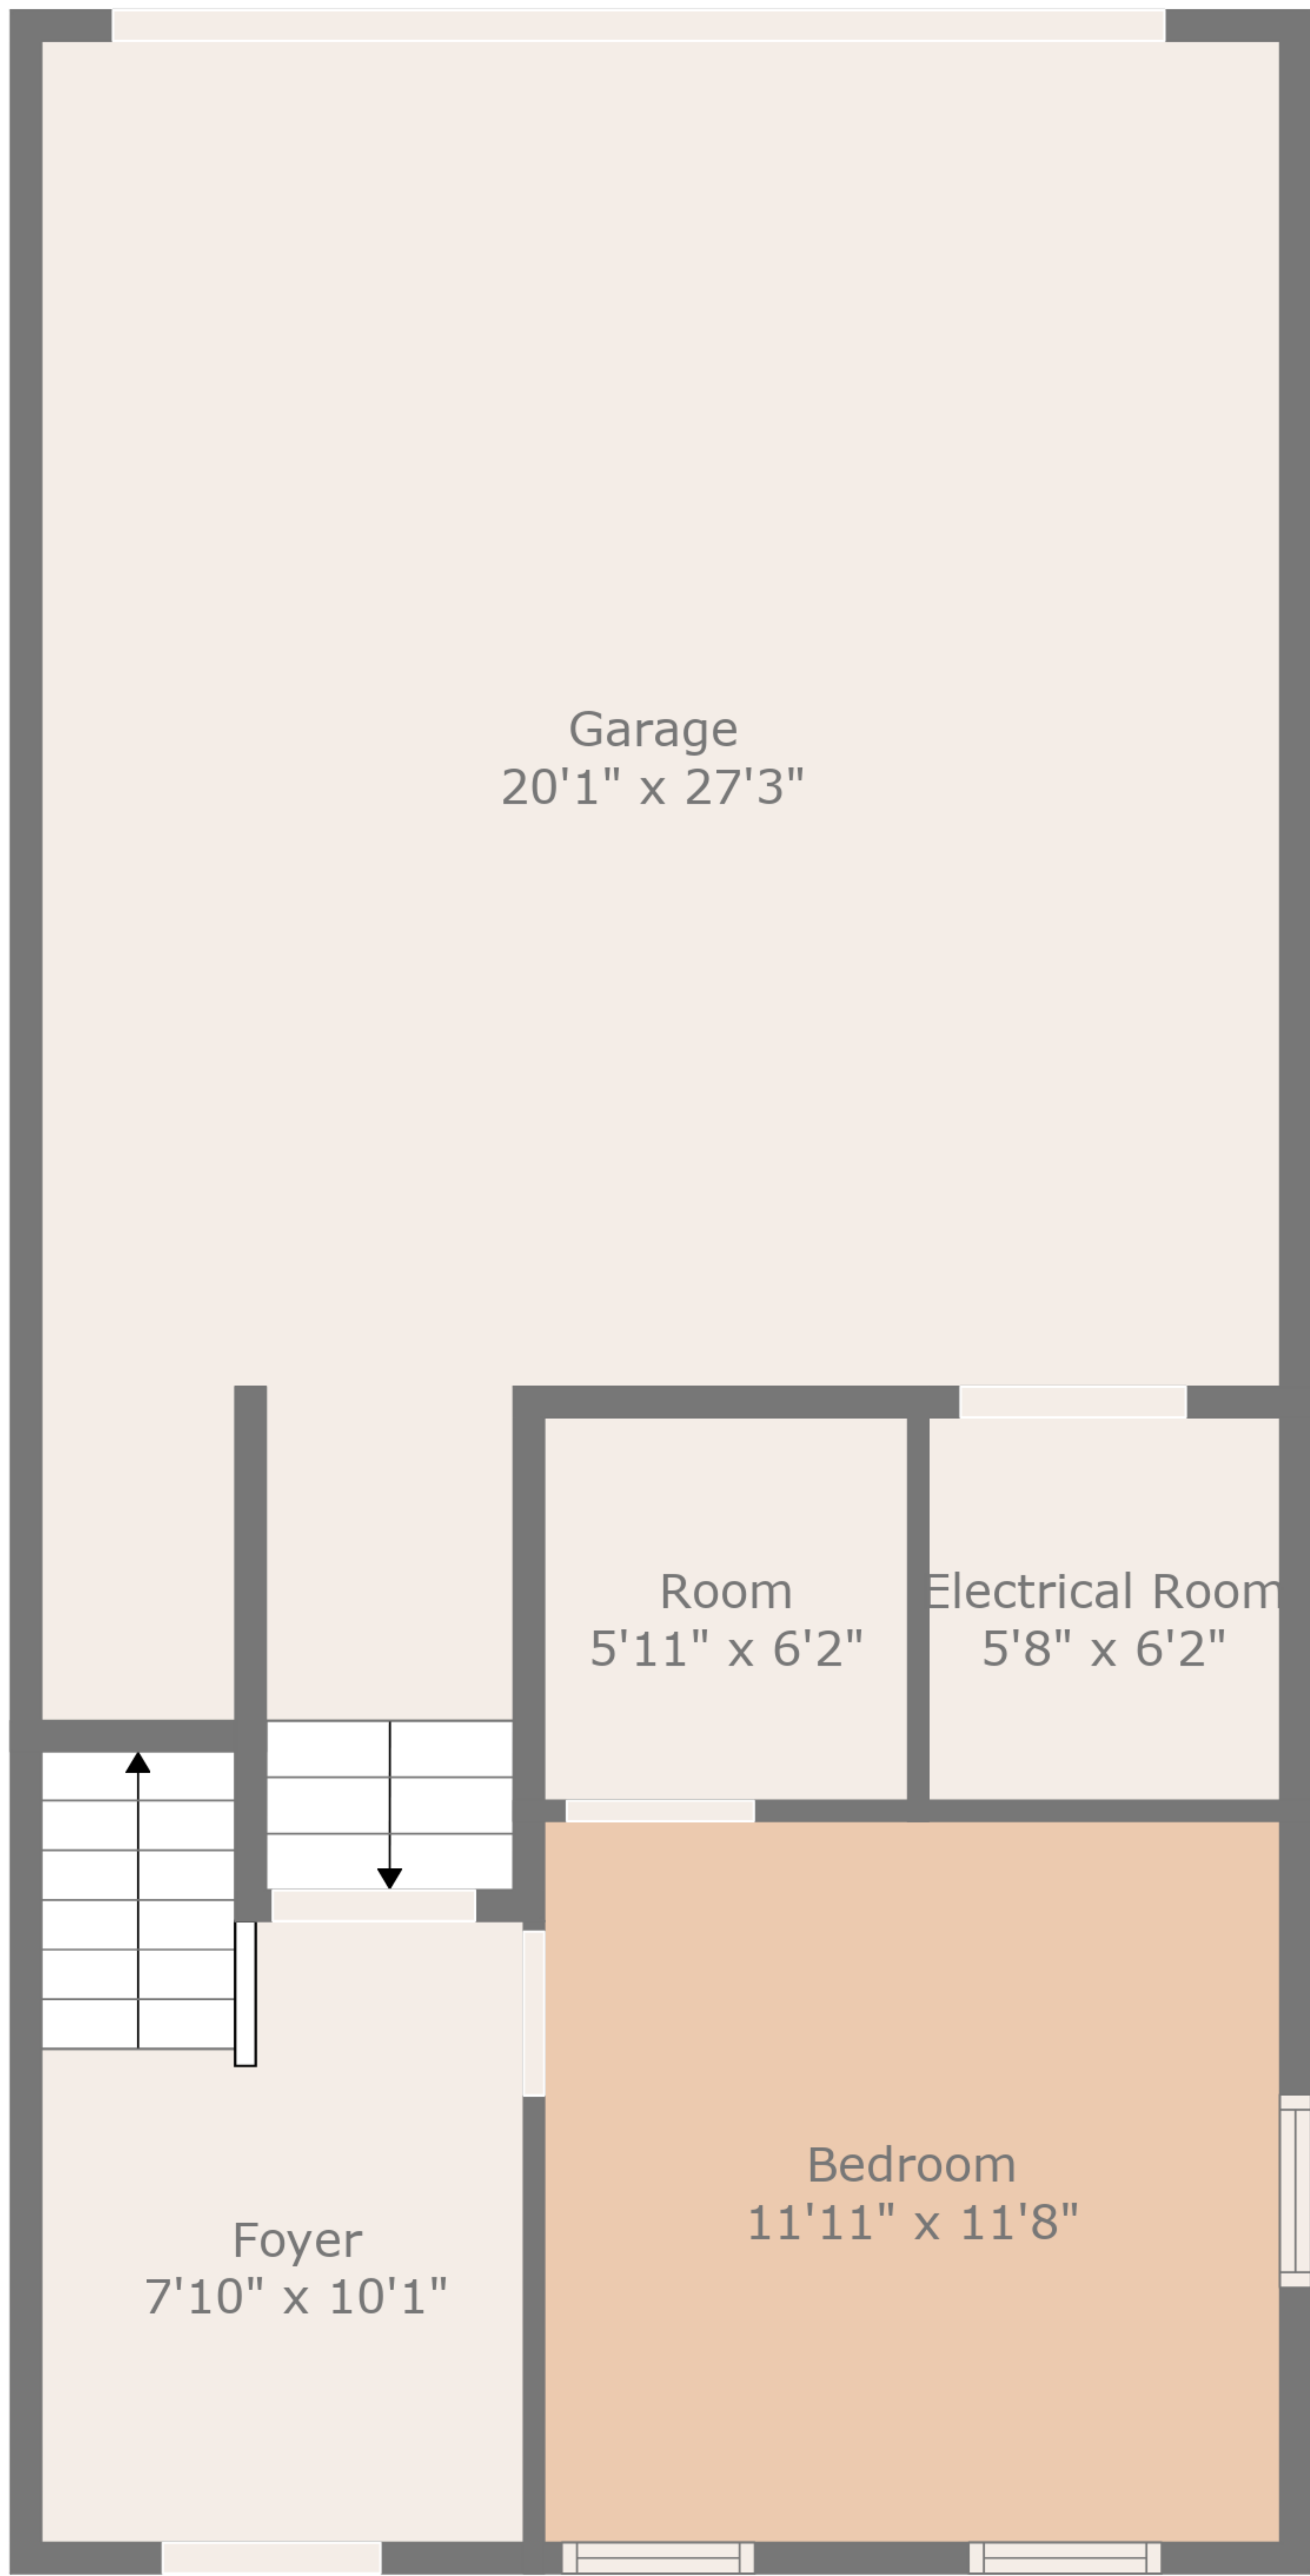 Garage
20'1" x 27'3"
Room
5'11" x 6'2"
Electrical Room
5'8" x 6'2"
Bedroom
11'11" x 11'8"
Foyer
7'10" x 10'1"